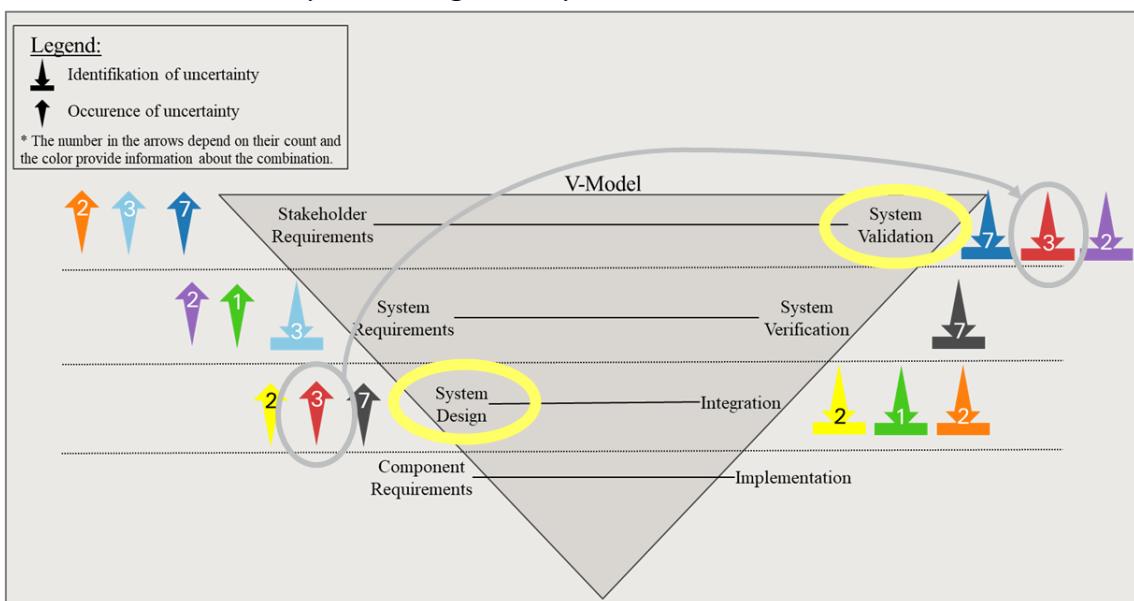 Legend:
Identifikation of uncertainty
Occurence of uncertainty
* The number in the arrows depend on their count and
the color provide information about the combination.
V-Model
2 3 7
Stakeholder
Requirements
System
Validation
7 3 2
2 1 3
System
Requirements
System
Verification
7
2 3 7
System
Design
Integration
2 1 2
Component
Requirements
Implementation